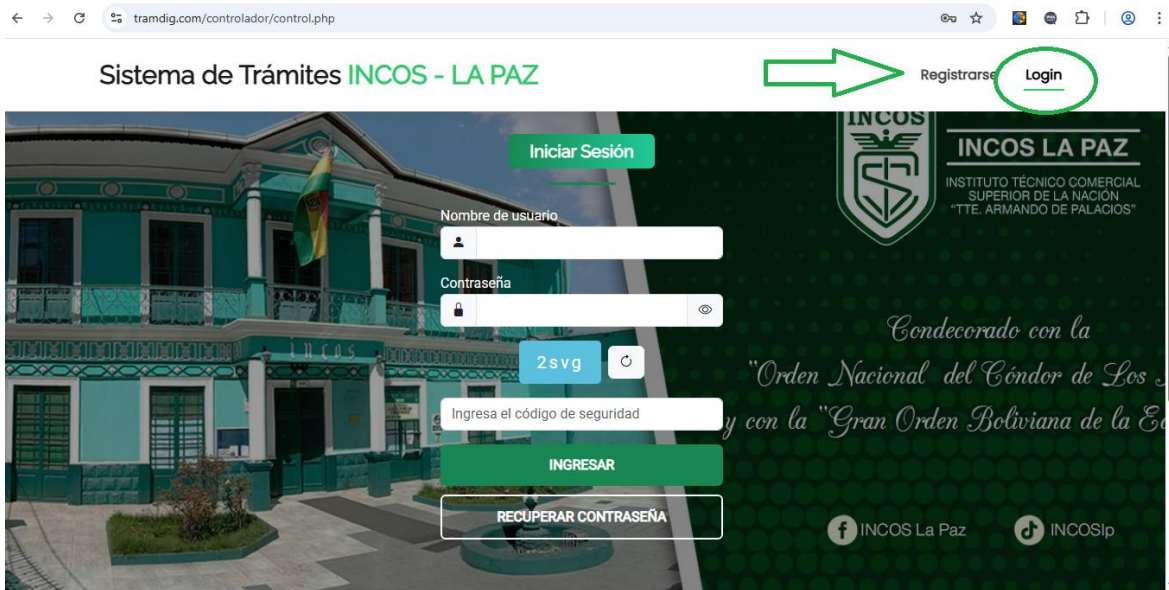 tramdig.com/controlador/control.php
Sistema de Trámites INCOS - LA PAZ
Registrarse Login
Iniciar Sesión
Nombre de usuario
Contraseña
2svg
Ingresa el código de seguridad
INGRESAR
RECUPERAR CONTRASEÑA
incos
INCOS
INCOS LA PAZ
INSTITUTO TÉCNICO COMERCIAL
SUPERIOR DE LA NACIÓN
"TTE. ARMANDO DE PALACIOS"
Condecorado con la
"Orden Nacional del Cóndor de Los
y con la "Gran Orden Boliviana de la
INCOS La Paz
INCOSlp